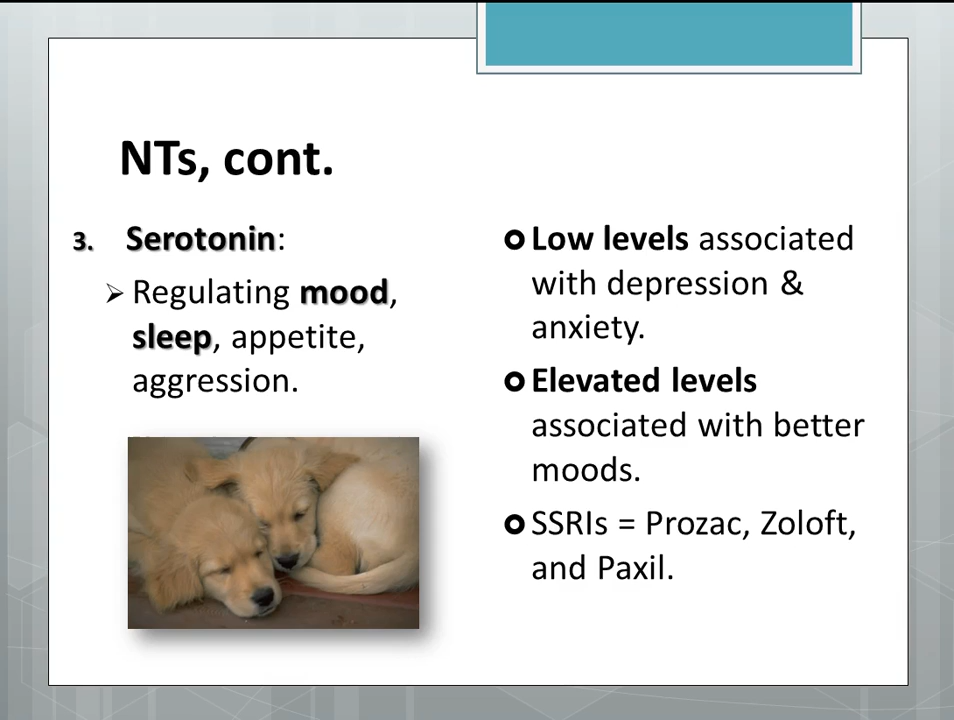 NTs, cont.
3. Serotonin:
➢ Regulating mood,
sleep, appetite,
aggression.
Low levels associated
with depression &
anxiety.
Elevated levels
associated with better
moods.
SSRIs = Prozac, Zoloft,
and Paxil.